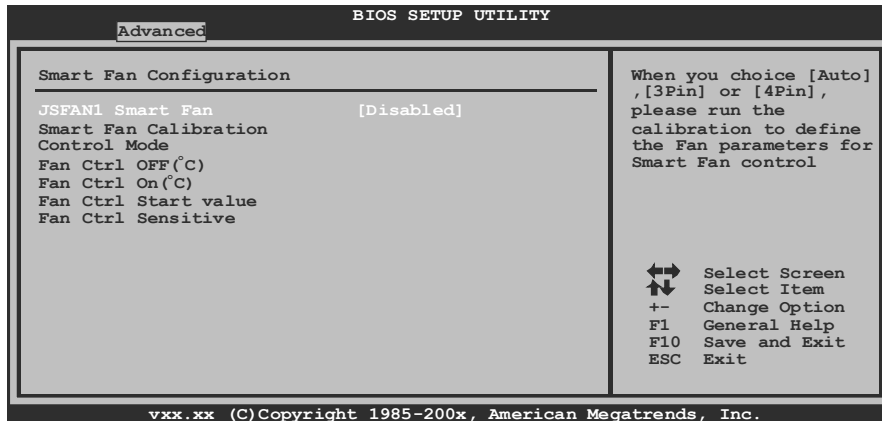 BIOS SETUP UTILITY
Advanced
Smart Fan Configuration
JSFAN1 Smart Fan [Disabled]
Smart Fan Calibration
Control Mode
Fan Ctrl OFF(°C)
Fan Ctrl On(°C)
Fan Ctrl Start value
Fan Ctrl Sensitive
When you choice [Auto]
,[3Pin] or [4Pin],
please run the
calibration to define
the Fan parameters for
Smart Fan control
Select Screen
Select Item
+- Change Option
F1 General Help
F10 Save and Exit
ESC Exit
vxx.xx (C)Copyright 1985-200x, American Megatrends, Inc.